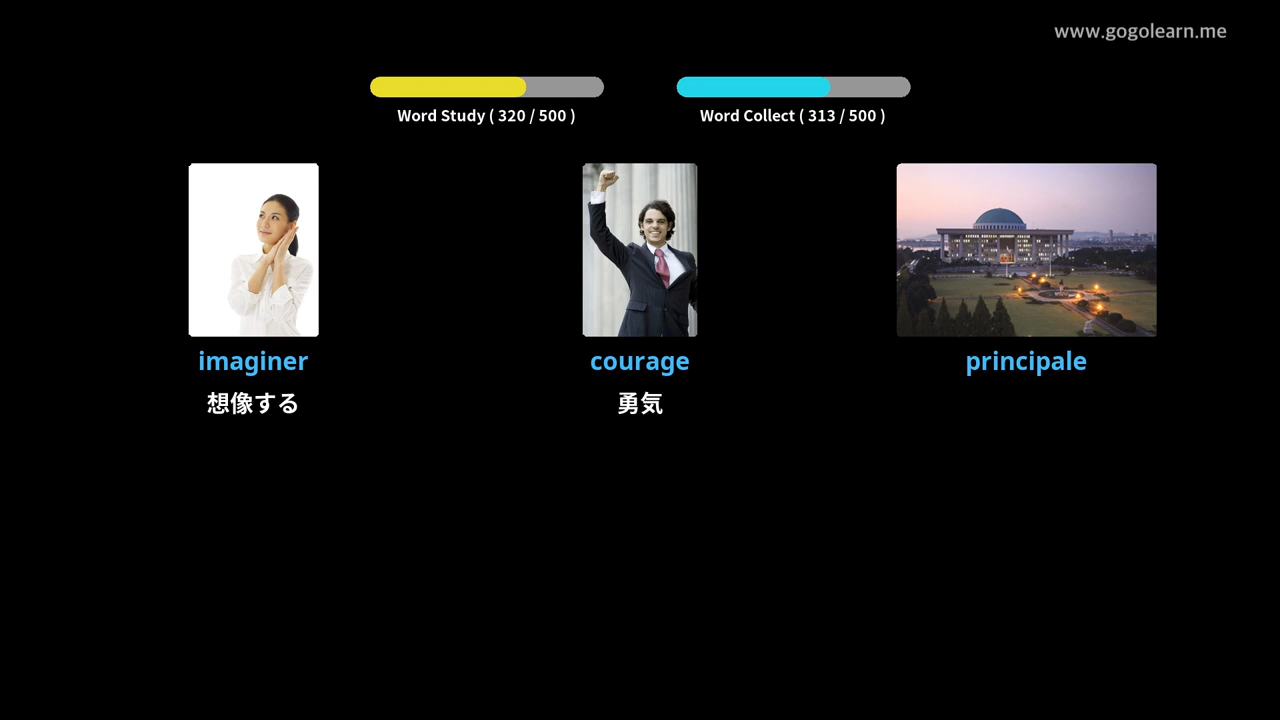 www.gogolearn.me
Word Study ( 320 / 500 )
Word Collect ( 313 / 500 )
imaginer
courage
principale
想像する
勇気